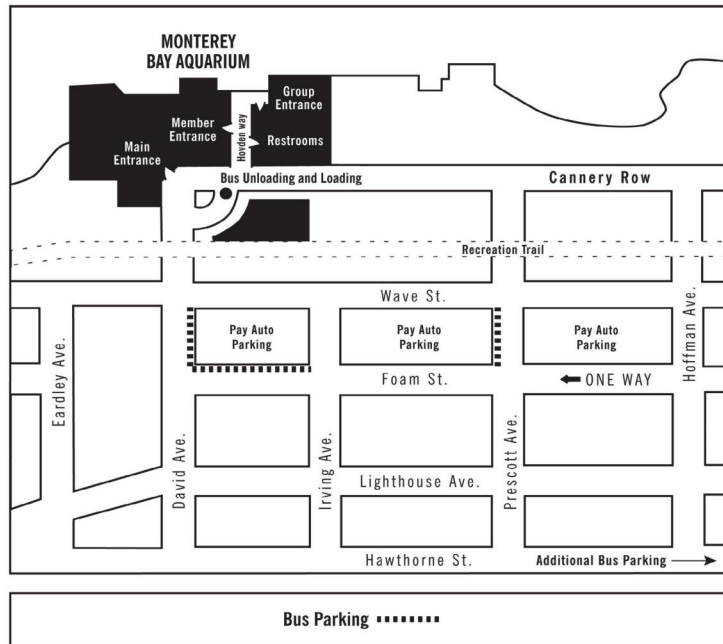 MONTEREY
BAY AQUARIUM
Group
Entrance
Member
Entrance
Hovden way
Restrooms
Main
Entrance
Bus Unloading and Loading
Cannery Row
Recreation Trail
Wave St.
Pay Auto
Parking
Pay Auto
Parking
Pay Auto
Parking
Eardley Ave.
Hoffman Ave.
Foam St.
ONE WAY
David Ave.
Irving Ave.
Prescott Ave.
Lighthouse Ave.
Hawthorne St.
Additional Bus Parking
Bus Parking